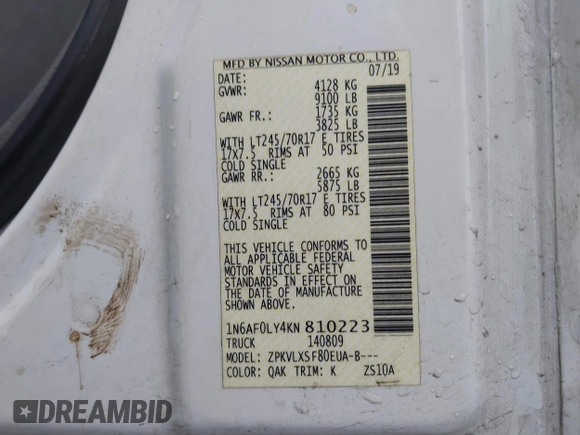 MFD BY NISSAN MOTOR CO., LTD.
DATE: 07/19
GVWR: 4128 KG
9100 LB
GAWR FR.: 1735 KG
3825 LB
WITH LT245/70R17 E TIRES
17X7.5 RIMS AT 50 PSI
COLD SINGLE
GAWR RR.: 2665 KG
5875 LB
WITH LT245/70R17 E TIRES
17X7.5 RIMS AT 80 PSI
COLD SINGLE
THIS VEHICLE CONFORMS TO
ALL APPLICABLE FEDERAL
MOTOR VEHICLE SAFETY
STANDARDS IN EFFECT ON
THE DATE OF MANUFACTURE
SHOWN ABOVE.
1N6AF0LY4KN 810223
TRUCK 140809
MODEL: ZPKVLXSF80EUA-B---
COLOR: QAK TRIM: K ZS10A
DREAMBID